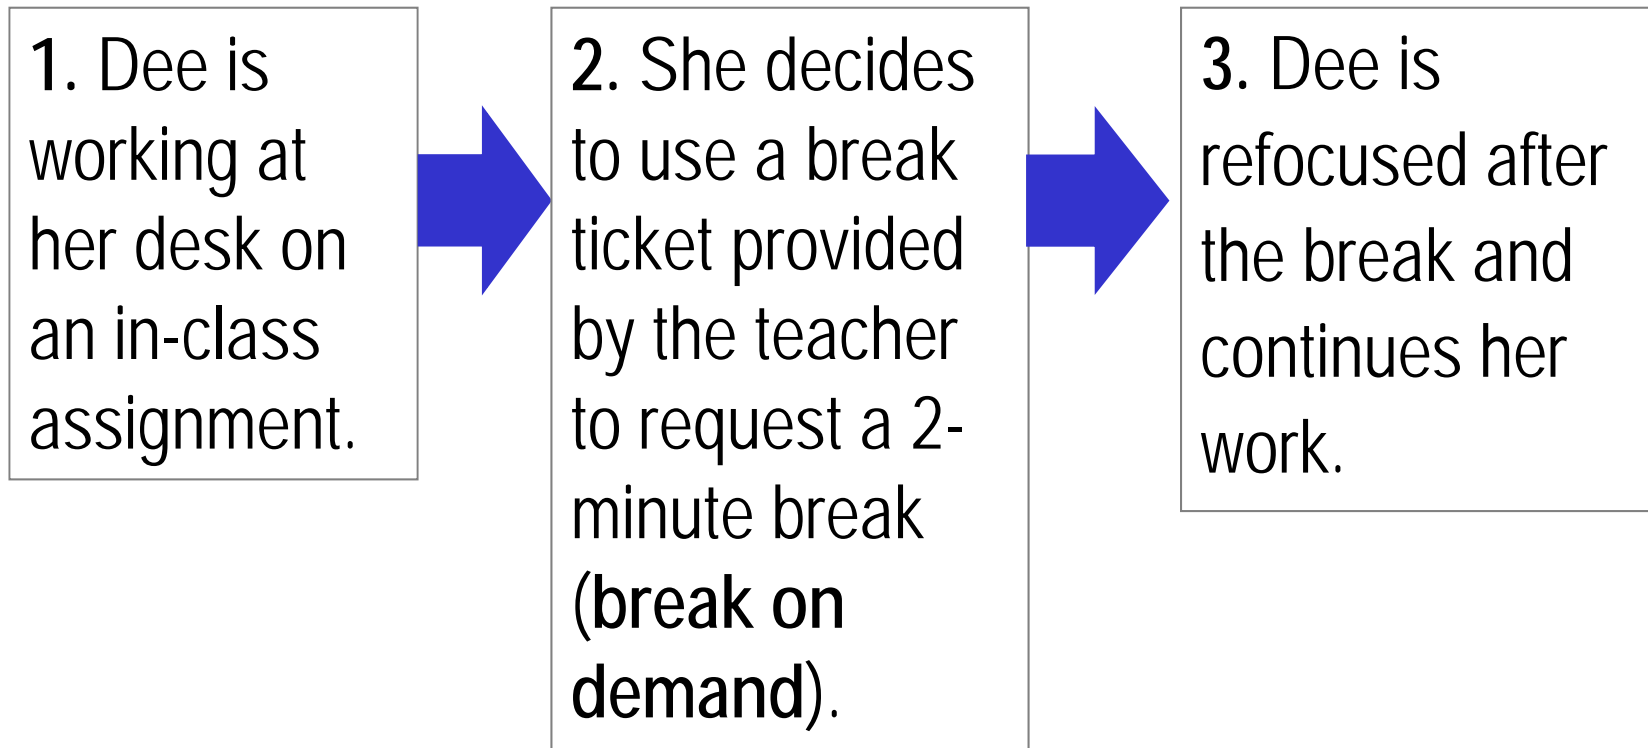 1. Dee is
working at
her desk on
an in-class
assignment.
2. She decides
to use a break
ticket provided
by the teacher
to request a 2-
minute break
(break on
demand).
3. Dee is
refocused after
the break and
continues her
work.